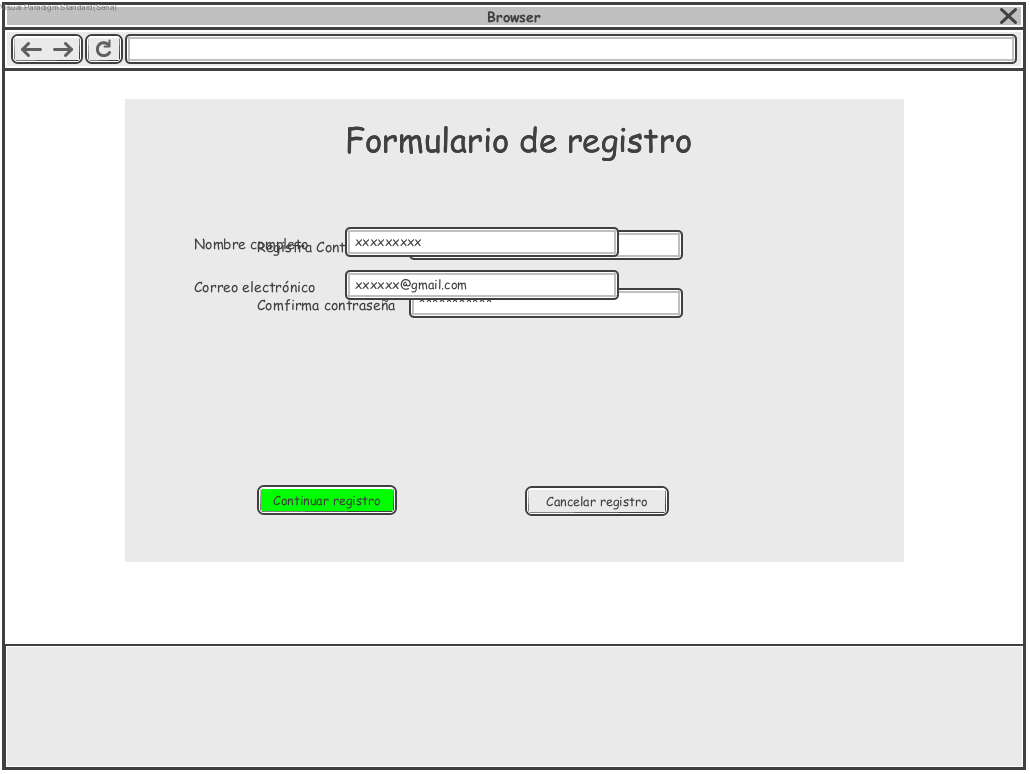 Visual Paradigm Standard(Sena)
Browser
Formulario de registro
Nombre completo
xxxxxxxxx
Registra Cont
Correo electrónico
xxxxxx@gmail.com
Comfirma contraseña
Continuar registro
Cancelar registro